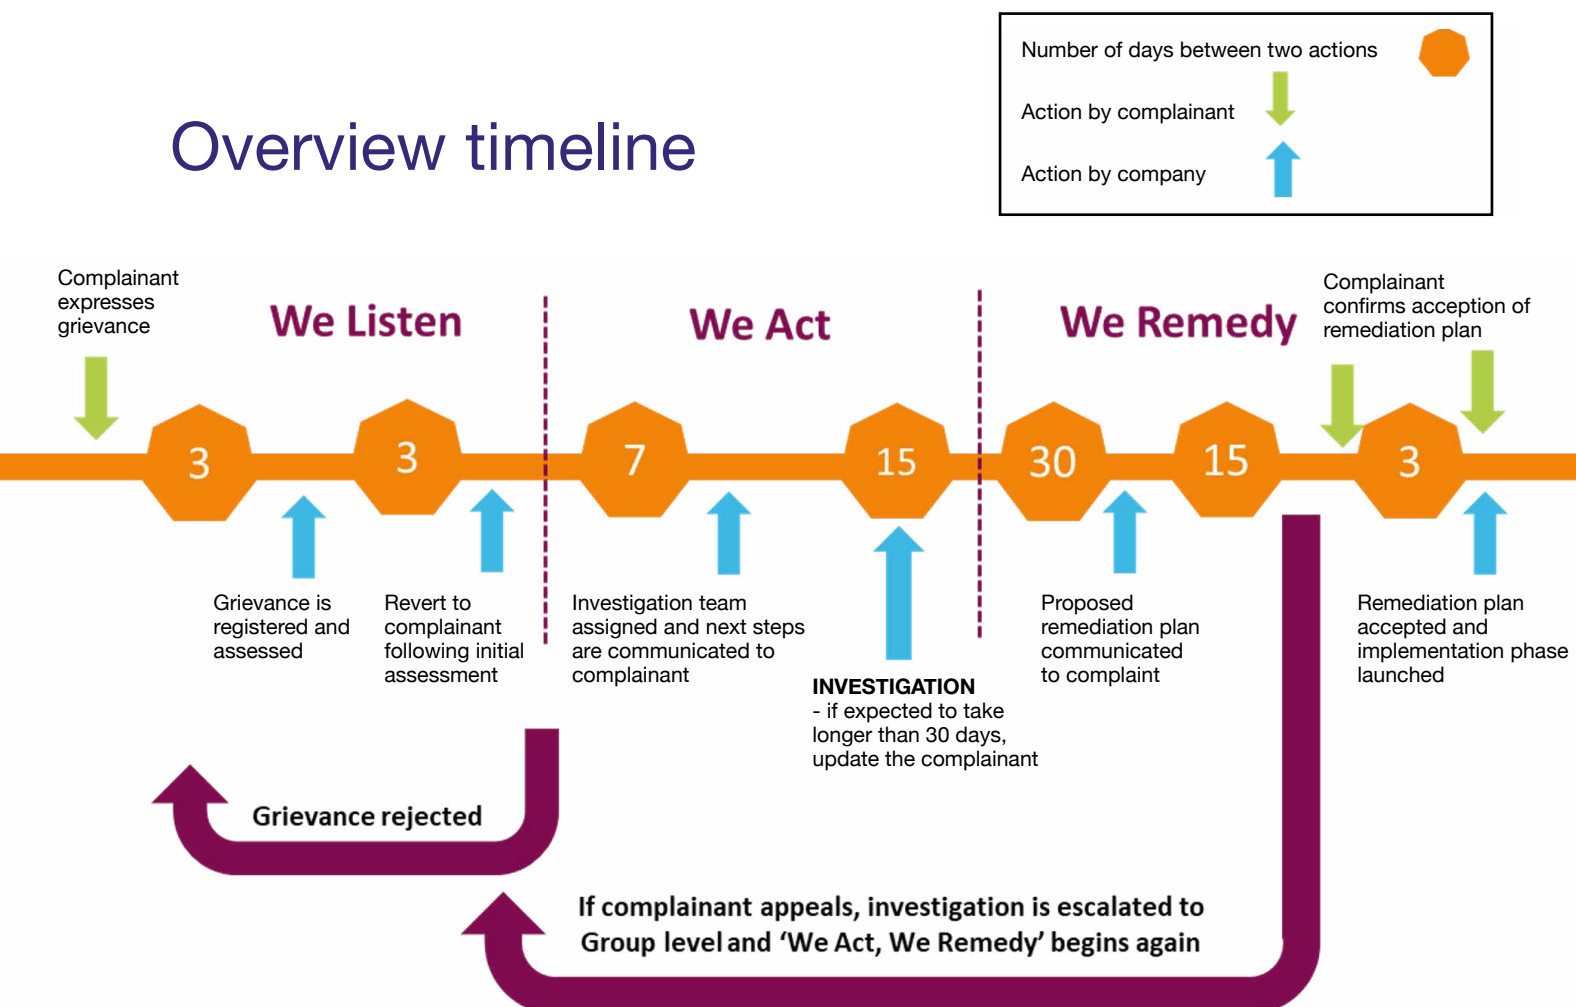 Number of days between two actions
Action by complainant
Action by company
Overview timeline
Complainant
expresses
grievance
We Listen
We Act
We Remedy
Complainant
confirms acception of
remediation plan
3
3
7
15
30
15
3
Grievance is
registered and
assessed
Revert to
complainant
following initial
assessment
Investigation team
assigned and next steps
are communicated to
complainant
INVESTIGATION
- if expected to take
longer than 30 days,
update the complainant
Proposed
remediation plan
communicated
to complaint
Remediation plan
accepted and
implementation phase
launched
Grievance rejected
If complainant appeals, investigation is escalated to
Group level and ‘We Act, We Remedy’ begins again